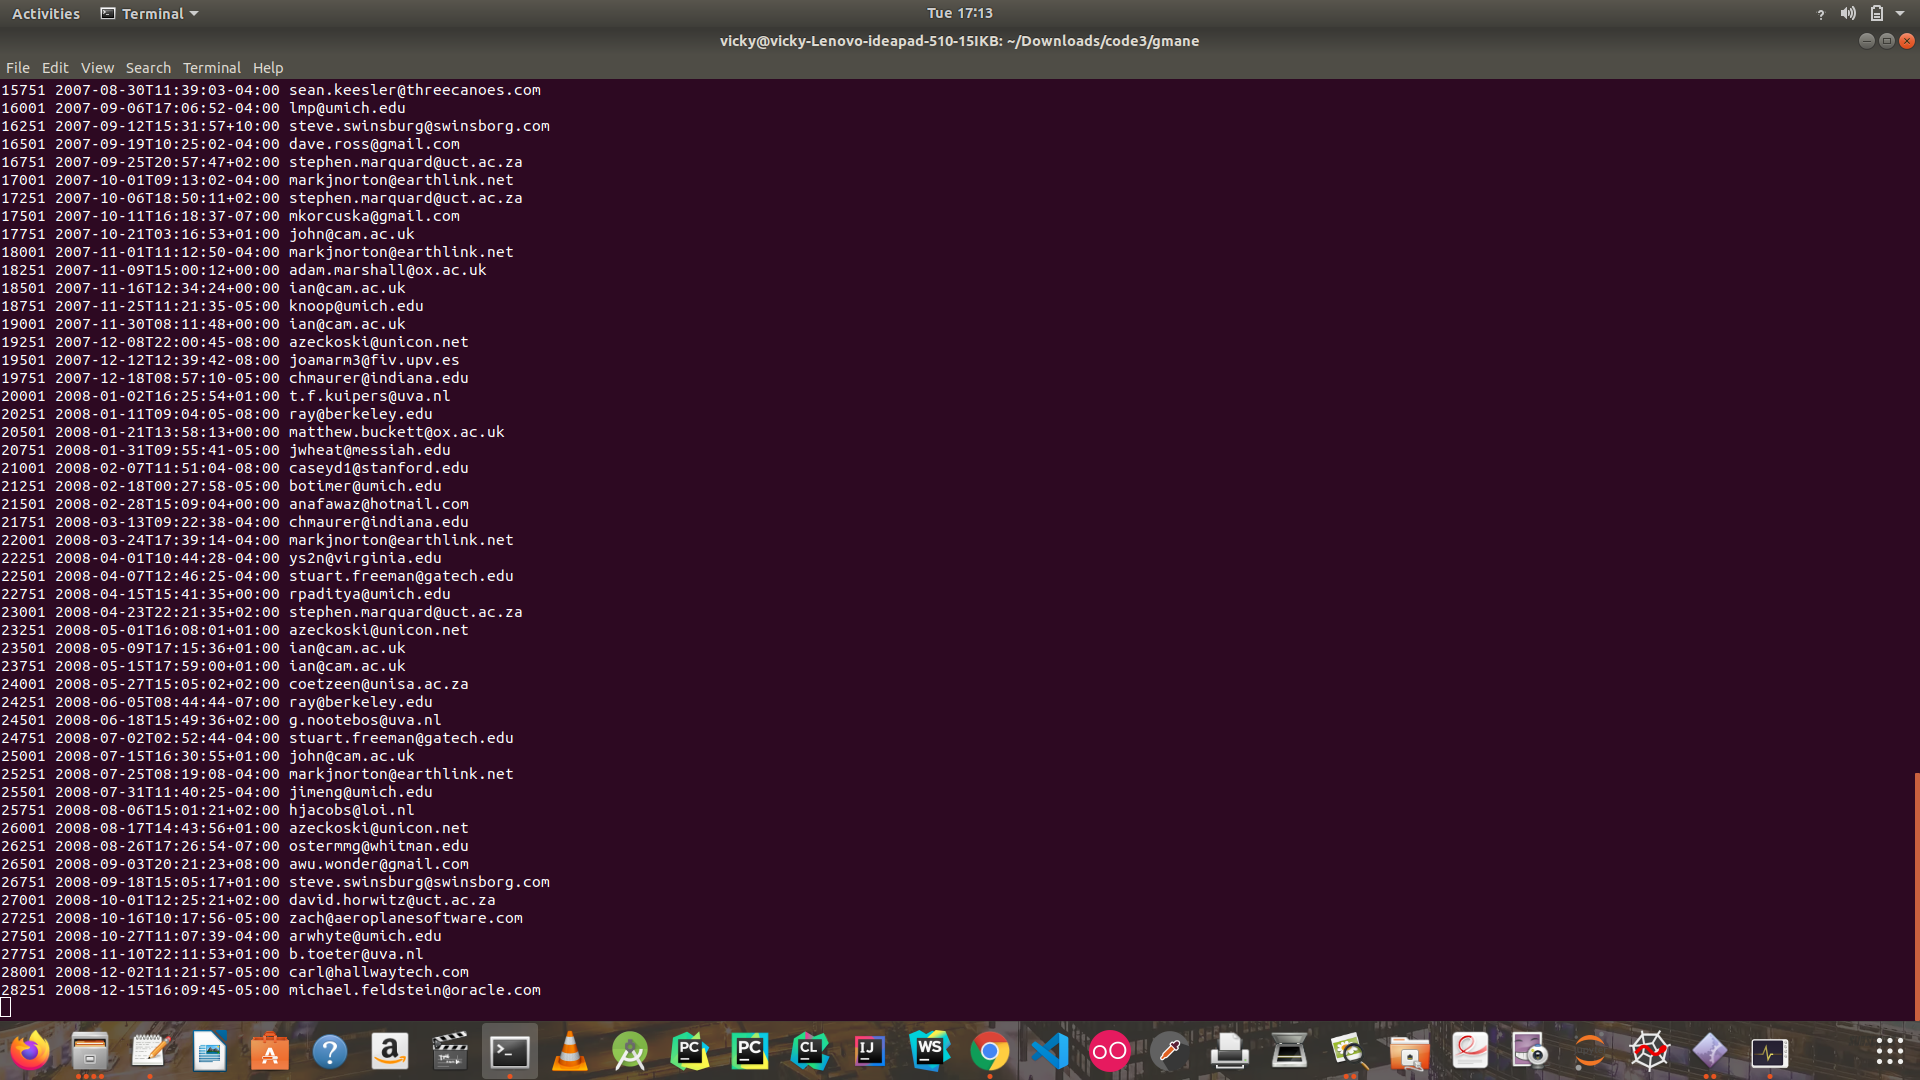 Activities Terminal Tue 17:13
vicky@vicky-Lenovo-ideapad-510-15IKB: ~/Downloads/code3/gmane
File Edit View Search Terminal Help
15751 2007-08-30T11:39:03-04:00 sean.keesler@threecanoes.com
16001 2007-09-06T17:06:52-04:00 lmp@umich.edu
16251 2007-09-12T15:31:57+10:00 steve.swinsburg@swinsborg.com
16501 2007-09-19T10:25:02-04:00 dave.ross@gmail.com
16751 2007-09-25T20:57:47+02:00 stephen.marquard@uct.ac.za
17001 2007-10-01T09:13:02-04:00 markjnorton@earthlink.net
17251 2007-10-06T18:50:11+02:00 stephen.marquard@uct.ac.za
17501 2007-10-11T16:18:37-07:00 mkorcuska@gmail.com
17751 2007-10-21T03:16:53+01:00 john@cam.ac.uk
18001 2007-11-01T11:12:50-04:00 markjnorton@earthlink.net
18251 2007-11-09T15:00:12+00:00 adam.marshall@ox.ac.uk
18501 2007-11-16T12:34:24+00:00 ian@cam.ac.uk
18751 2007-11-25T11:21:35-05:00 knoop@umich.edu
19001 2007-11-30T08:11:48+00:00 ian@cam.ac.uk
19251 2007-12-08T22:00:45-08:00 azeckoski@unicon.net
19501 2007-12-12T12:39:42-08:00 joamarm3@fiv.upv.es
19751 2007-12-18T08:57:10-05:00 chmaurer@indiana.edu
20001 2008-01-02T16:25:54+01:00 t.f.kuipers@uva.nl
20251 2008-01-11T09:04:05-08:00 ray@berkeley.edu
20501 2008-01-21T13:58:13+00:00 matthew.buckett@ox.ac.uk
20751 2008-01-31T09:55:41-05:00 jwheat@messiah.edu
21001 2008-02-07T11:51:04-08:00 caseyd1@stanford.edu
21251 2008-02-18T00:27:58-05:00 botimer@umich.edu
21501 2008-02-28T15:09:04+00:00 anafawaz@hotmail.com
21751 2008-03-13T09:22:38-04:00 chmaurer@indiana.edu
22001 2008-03-24T17:39:14-04:00 markjnorton@earthlink.net
22251 2008-04-01T10:44:28-04:00 ys2n@virginia.edu
22501 2008-04-07T12:46:25-04:00 stuart.freeman@gatech.edu
22751 2008-04-15T15:41:35+00:00 rpaditya@umich.edu
23001 2008-04-23T22:21:35+02:00 stephen.marquard@uct.ac.za
23251 2008-05-01T16:08:01+01:00 azeckoski@unicon.net
23501 2008-05-09T17:15:36+01:00 ian@cam.ac.uk
23751 2008-05-15T17:59:00+01:00 ian@cam.ac.uk
24001 2008-05-27T15:05:02+02:00 coetzeen@unisa.ac.za
24251 2008-06-05T08:44:44-07:00 ray@berkeley.edu
24501 2008-06-18T15:49:36+02:00 g.nootebos@uva.nl
24751 2008-07-02T02:52:44-04:00 stuart.freeman@gatech.edu
25001 2008-07-15T16:30:55+01:00 john@cam.ac.uk
25251 2008-07-25T08:19:08-04:00 markjnorton@earthlink.net
25501 2008-07-31T11:40:25-04:00 jimeng@umich.edu
25751 2008-08-06T15:01:21+02:00 hjacobs@loi.nl
26001 2008-08-17T14:43:56+01:00 azeckoski@unicon.net
26251 2008-08-26T17:26:54-07:00 ostermmg@whitman.edu
26501 2008-09-03T20:21:23+08:00 awu.wonder@gmail.com
26751 2008-09-18T15:05:17+01:00 steve.swinsburg@swinsborg.com
27001 2008-10-01T12:25:21+02:00 david.horwitz@uct.ac.za
27251 2008-10-16T10:17:56-05:00 zach@aeroplanesoftware.com
27501 2008-10-27T11:07:39-04:00 arwhyte@umich.edu
27751 2008-11-10T22:11:53+01:00 b.toeter@uva.nl
28001 2008-12-02T11:21:57-05:00 carl@hallwaytech.com
28251 2008-12-15T16:09:45-05:00 michael.feldstein@oracle.com
PC PC CL IJ WS